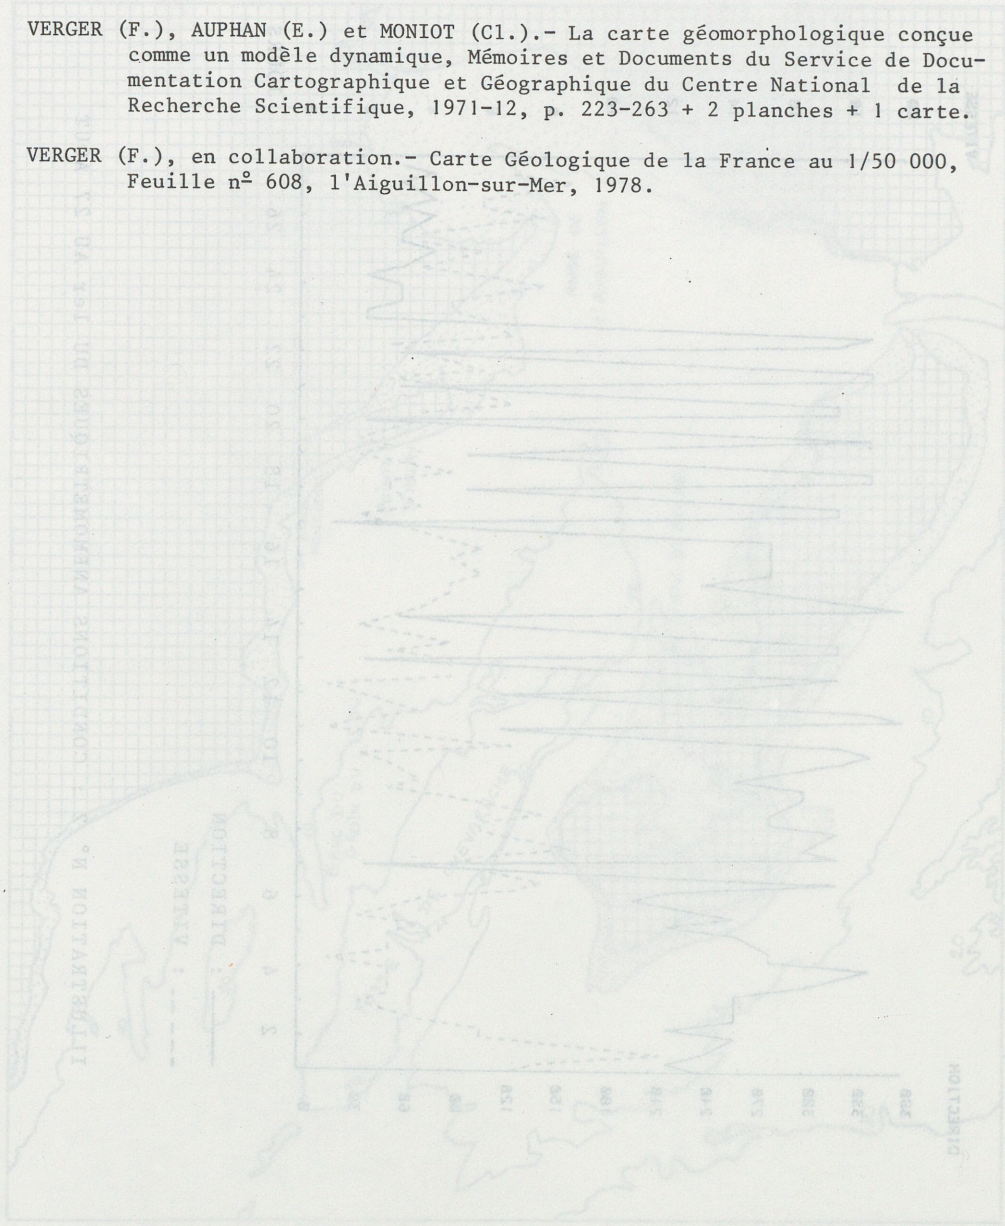 VERGER (F.), AUPHAN (E.) et MONIOT (Cl.).- La carte géomorphologique conçue
comme un modèle dynamique, Mémoires et Documents du Service de Docu-
mentation Cartographique et Géographique du Centre National de la
Recherche Scientifique, 1971-12, p. 223-263 + 2 planches + 1 carte.
VERGER (F.), en collaboration.- Carte Géologique de la France au 1/50 000,
Feuille nº 608, l'Aiguillon-sur-Mer, 1978.